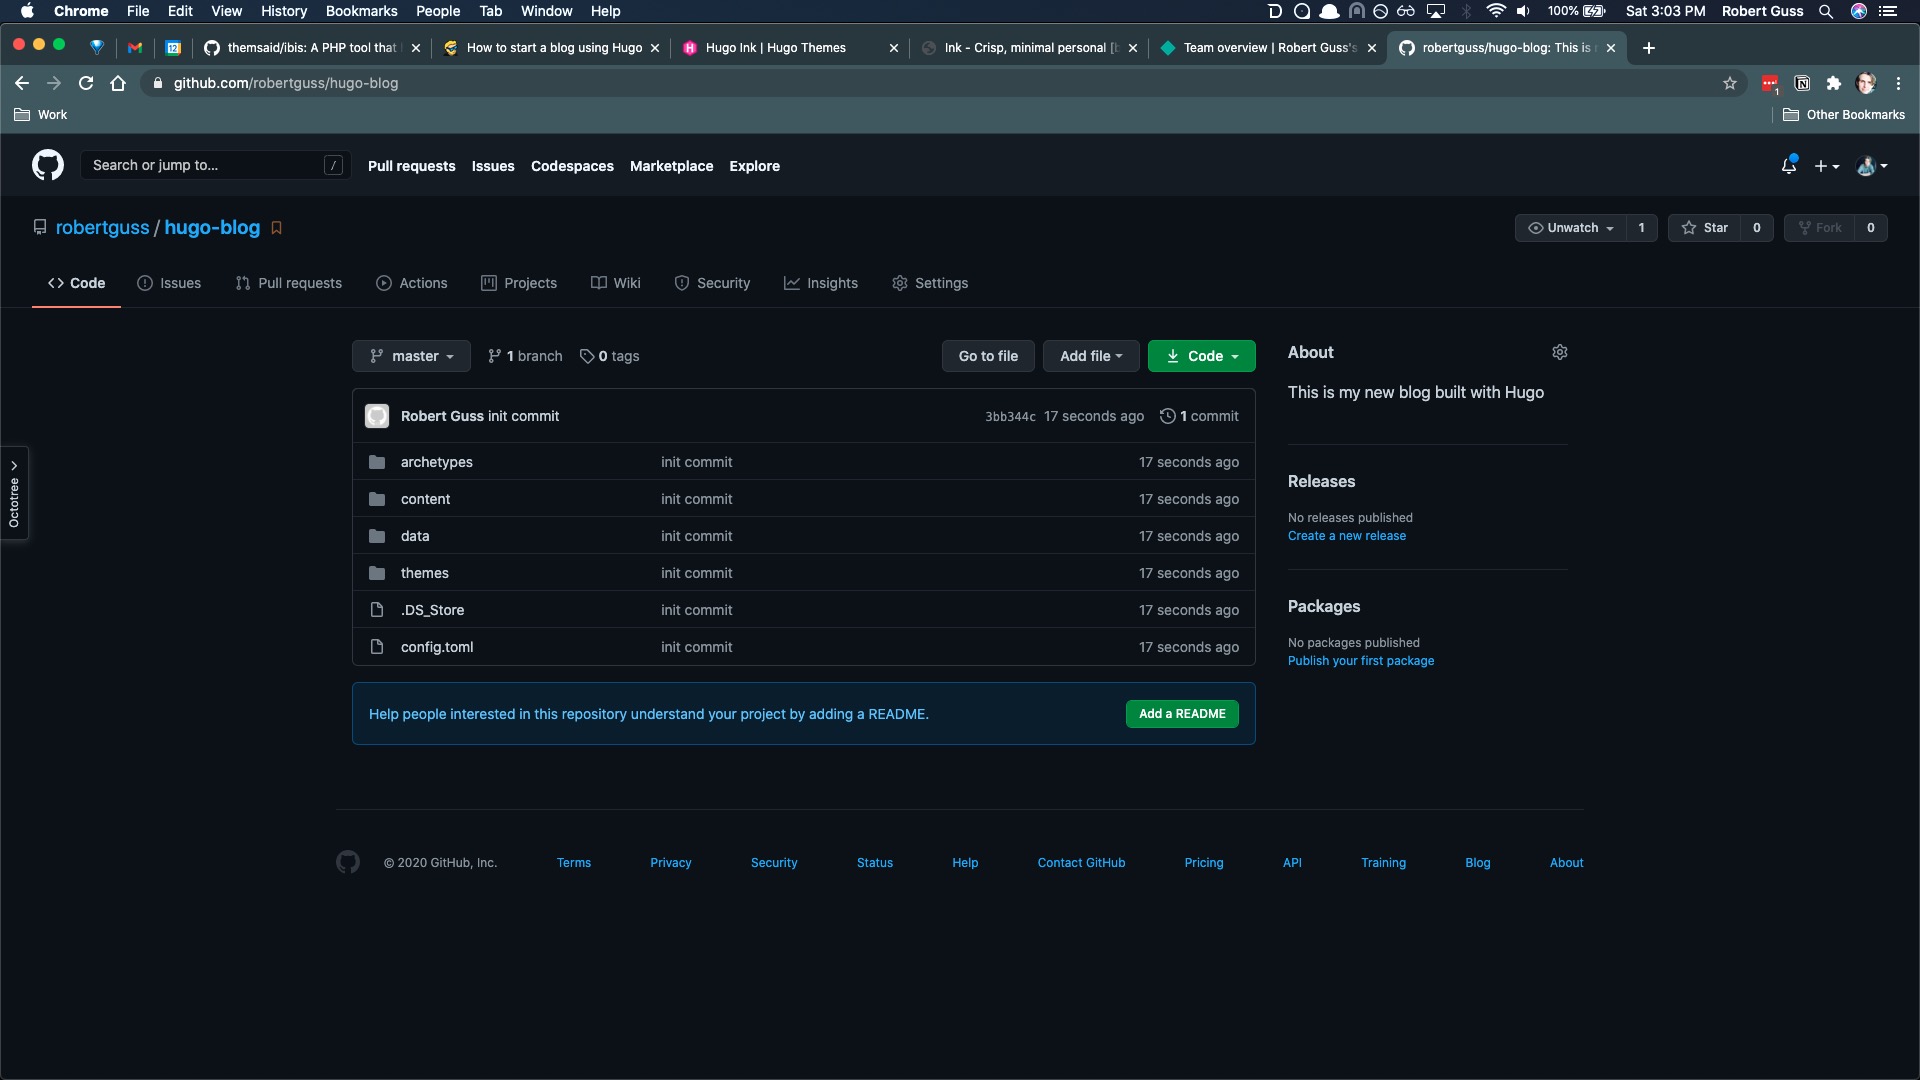 Chrome File Edit View History Bookmarks People Tab Window Help 100% Sat 3:03 PM Robert Guss
12 themsaid/ibis: A PHP tool that How to start a blog using Hugo Hugo Ink | Hugo Themes Ink - Crisp, minimal personal Team overview | Robert Guss's robertguss/hugo-blog: This is
github.com/robertguss/hugo-blog 1
Work Other Bookmarks
Search or jump to... / Pull requests Issues Codespaces Marketplace Explore
robertguss / hugo-blog Unwatch 1 Star 0 Fork 0
Code Issues Pull requests Actions Projects Wiki Security Insights Settings
master 1 branch 0 tags Go to file Add file Code
About
This is my new blog built with Hugo
Robert Guss init commit 3bb344c 17 seconds ago 1 commit
archetypes init commit 17 seconds ago
content init commit 17 seconds ago
data init commit 17 seconds ago
themes init commit 17 seconds ago
.DS_Store init commit 17 seconds ago
config.toml init commit 17 seconds ago
Octotree
Releases
No releases published
Create a new release
Packages
No packages published
Publish your first package
Help people interested in this repository understand your project by adding a README. Add a README
© 2020 GitHub, Inc. Terms Privacy Security Status Help Contact GitHub Pricing API Training Blog About